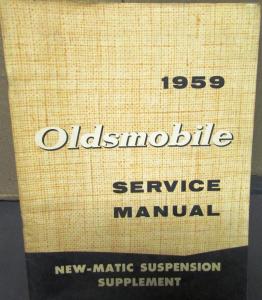 1959
Oldsmobile
SERVICE
MANUAL
NEW-MATIC SUSPENSION
SUPPLEMENT